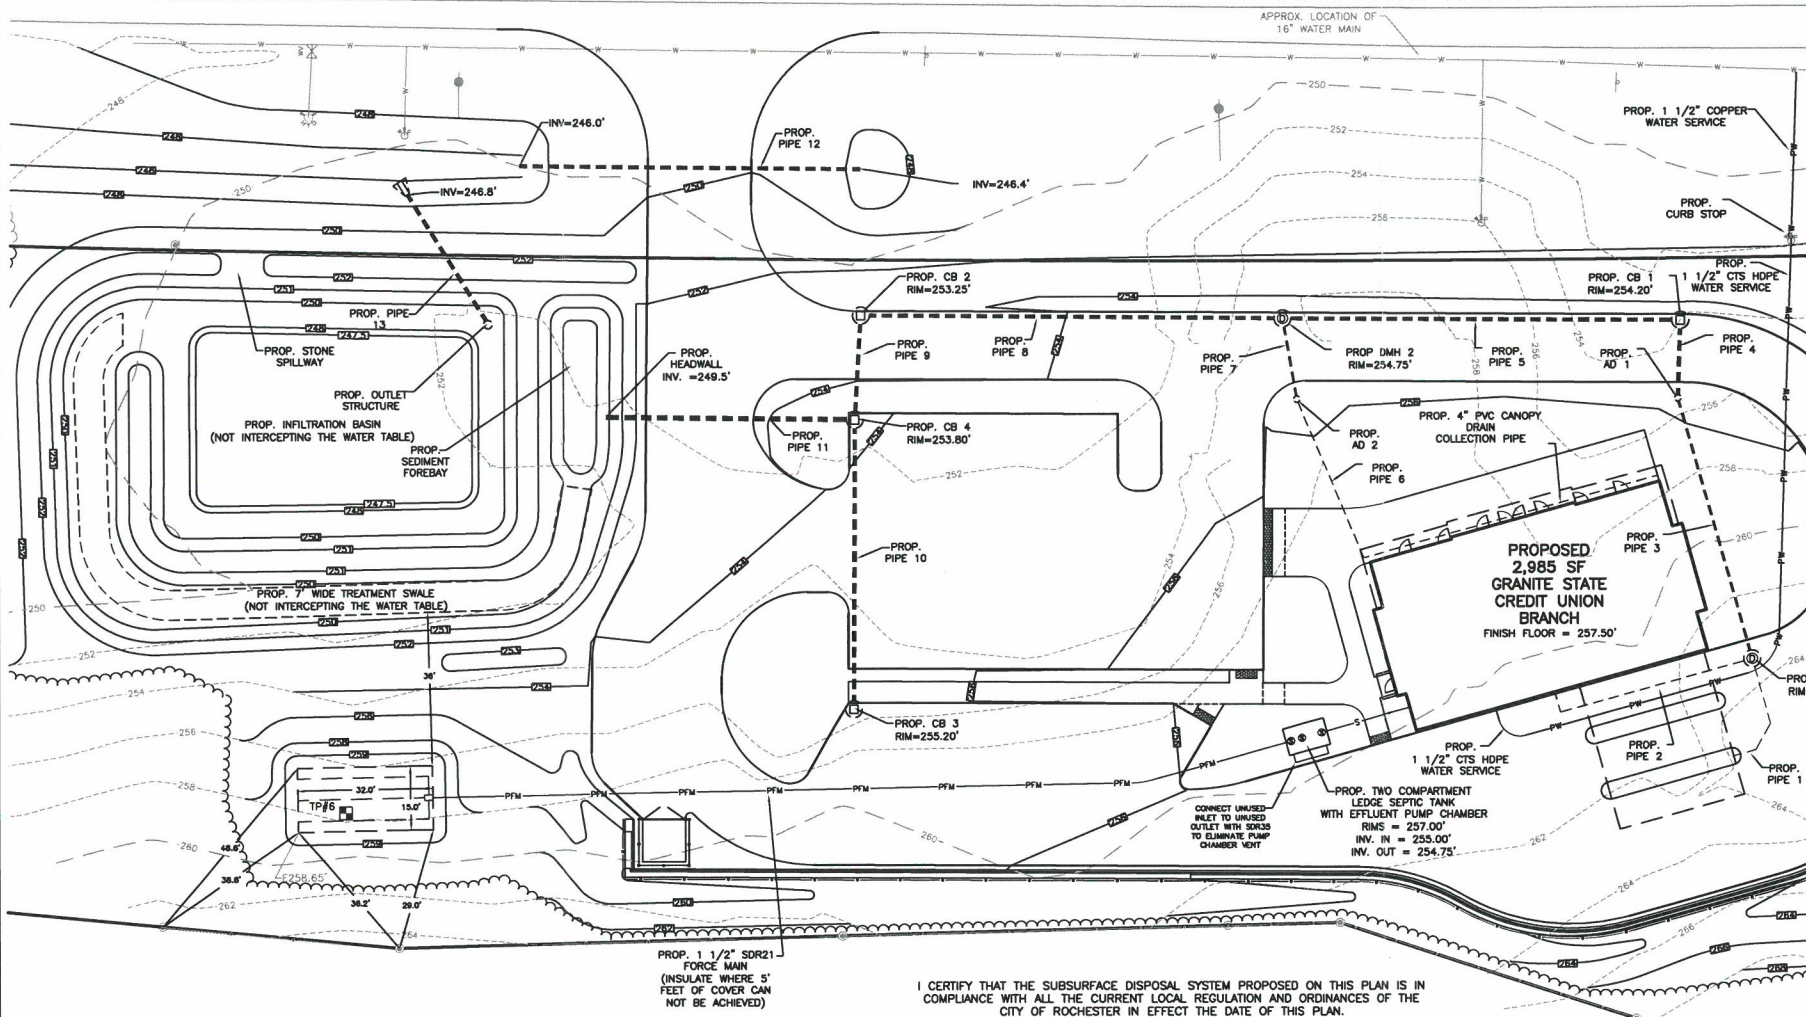 APPROX. LOCATION OF
16" WATER MAIN
INV=246.0'
PROP.
PIPE 12
INV=246.8'
INV=246.4'
PROP. 1 1/2" COPPER
WATER SERVICE
PROP.
CURB STOP
PROP. CB 2
RIM=253.25'
PROP. CB 1
RIM=254.20'
PROP.
1 1/2" CTS HDPE
WATER SERVICE
PROP. PIPE
13
PROP. STONE
SPILLWAY
PROP. OUTLET
STRUCTURE
PROP.
HEADWALL
INV. =249.5'
PROP.
PIPE 9
PROP.
PIPE 8
PROP.
PIPE 7
PROP DMH 2
RIM=254.75'
PROP.
PIPE 5
PROP.
AD 1
PROP.
PIPE 4
PROP. INFILTRATION BASIN
(NOT INTERCEPTING THE WATER TABLE)
PROP.
SEDIMENT
FOREBAY
PROP.
PIPE 11
PROP. CB 4
RIM=253.80'
PROP.
AD 2
PROP. 4" PVC CANOPY
DRAIN
COLLECTION PIPE
PROP.
PIPE 6
PROP.
PIPE 10
PROP.
PIPE 3
PROPOSED
2,985 SF
GRANITE STATE
CREDIT UNION
BRANCH
FINISH FLOOR = 257.50'
PROP. 7' WIDE TREATMENT SWALE
(NOT INTERCEPTING THE WATER TABLE)
36'
PROP. CB 3
RIM=255.20'
PRO
RIM
PROP.
1 1/2" CTS HDPE
WATER SERVICE
PROP.
PIPE 2
PROP.
PIPE 1
TP#6
32.0'
15.0'
48.6'
38.6'
36.2'
29.0'
E258.65'
CONNECT UNUSED
INLET TO UNUSED
OUTLET WITH SDR35
TO ELIMINATE PUMP
CHAMBER VENT
PROP. TWO COMPARTMENT
LEDGE SEPTIC TANK
WITH EFFLUENT PUMP CHAMBER
RIMS = 257.00'
INV. IN = 255.00'
INV. OUT = 254.75'
PROP. 1 1/2" SDR21
FORCE MAIN
(INSULATE WHERE 5'
FEET OF COVER CAN
NOT BE ACHIEVED)
I CERTIFY THAT THE SUBSURFACE DISPOSAL SYSTEM PROPOSED ON THIS PLAN IS IN
COMPLIANCE WITH ALL THE CURRENT LOCAL REGULATION AND ORDINANCES OF THE
CITY OF ROCHESTER IN EFFECT THE DATE OF THIS PLAN.